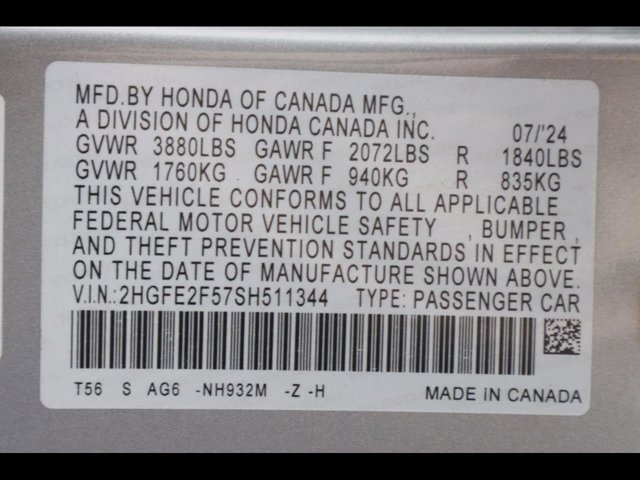 MFD.BY HONDA OF CANADA MFG.,
A DIVISION OF HONDA CANADA INC. 07/'24
GVWR 3880LBS GAWR F 2072LBS R 1840LBS
GVWR 1760KG GAWR F 940KG R 835KG
THIS VEHICLE CONFORMS TO ALL APPLICABLE
FEDERAL MOTOR VEHICLE SAFETY , BUMPER ,
AND THEFT PREVENTION STANDARDS IN EFFECT
ON THE DATE OF MANUFACTURE SHOWN ABOVE.
V.I.N.:2HGFE2F57SH511344 TYPE: PASSENGER CAR
T56 S AG6 -NH932M -Z -H MADE IN CANADA